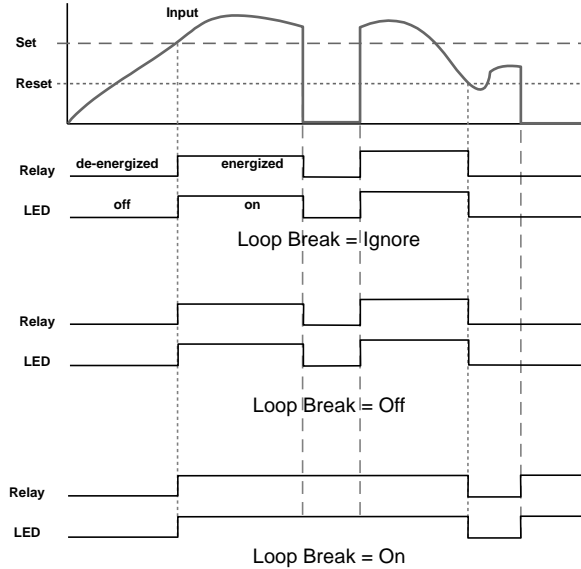 Input
Set
Reset
de-energized energized
Relay
LED off on
Loop Break = Ignore
Relay
LED
Loop Break = Off
Relay
LED
Loop Break = On